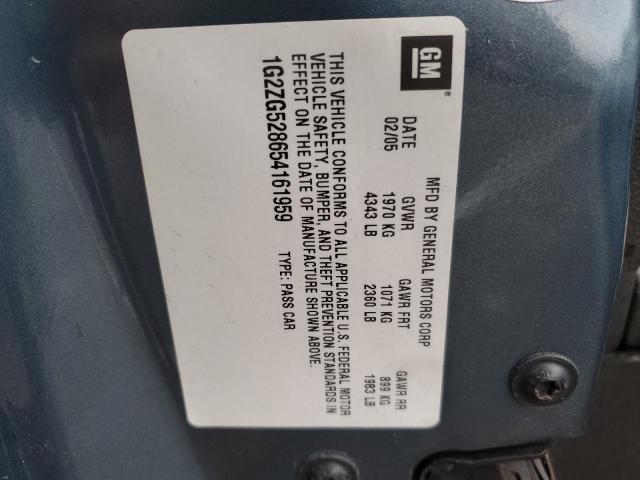 GM
MFD BY GENERAL MOTORS CORP
DATE GVWR GAWR FRT GAWR RR
02/05 1970 KG 1071 KG 899 KG
4343 LB 2360 LB 1983 LB
THIS VEHICLE CONFORMS TO ALL APPLICABLE U.S. FEDERAL MOTOR
VEHICLE SAFETY, BUMPER, AND THEFT PREVENTION STANDARDS IN
EFFECT ON THE DATE OF MANUFACTURE SHOWN ABOVE.
1G2ZG528654161959 TYPE: PASS CAR